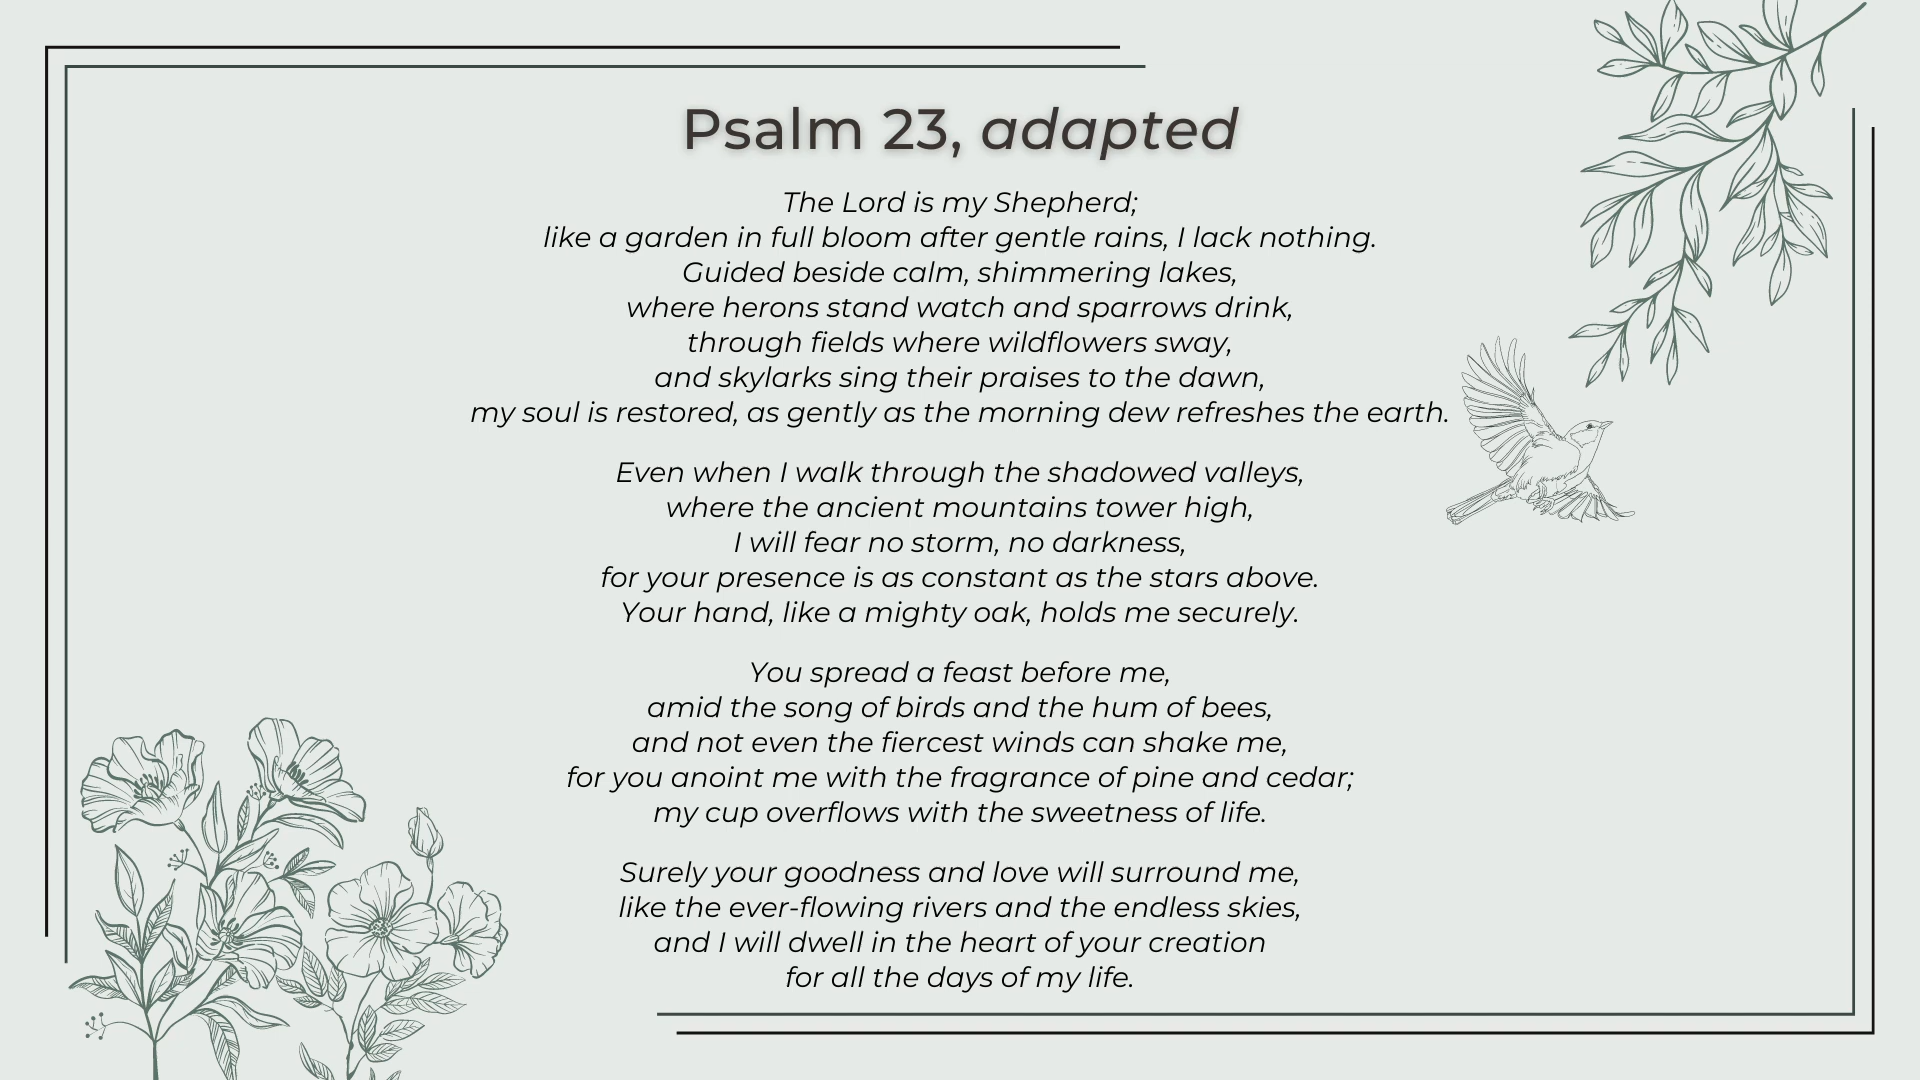 Psalm 23, adapted
The Lord is my Shepherd;
like a garden in full bloom after gentle rains, I lack nothing.
Guided beside calm, shimmering lakes,
where herons stand watch and sparrows drink,
through fields where wildflowers sway,
and skylarks sing their praises to the dawn,
my soul is restored, as gently as the morning dew refreshes the earth.
Even when I walk through the shadowed valleys,
where the ancient mountains tower high,
I will fear no storm, no darkness,
for your presence is as constant as the stars above.
Your hand, like a mighty oak, holds me securely.
You spread a feast before me,
amid the song of birds and the hum of bees,
and not even the fiercest winds can shake me,
for you anoint me with the fragrance of pine and cedar;
my cup overflows with the sweetness of life.
Surely your goodness and love will surround me,
like the ever-flowing rivers and the endless skies,
and I will dwell in the heart of your creation
for all the days of my life.